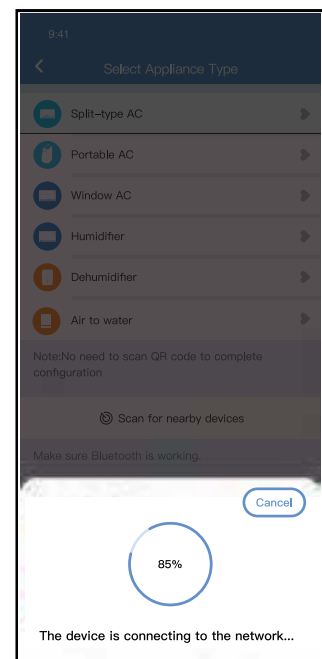 9:41
Select Appliance Type
Split-type AC
Portable AC
Window AC
Humidifier
Dehumidifier
Air to water
Note:No need to scan QR code to complete
configuration
Scan for nearby devices
Make sure Bluetooth is working.
Cancel
85%
The device is connecting to the network...